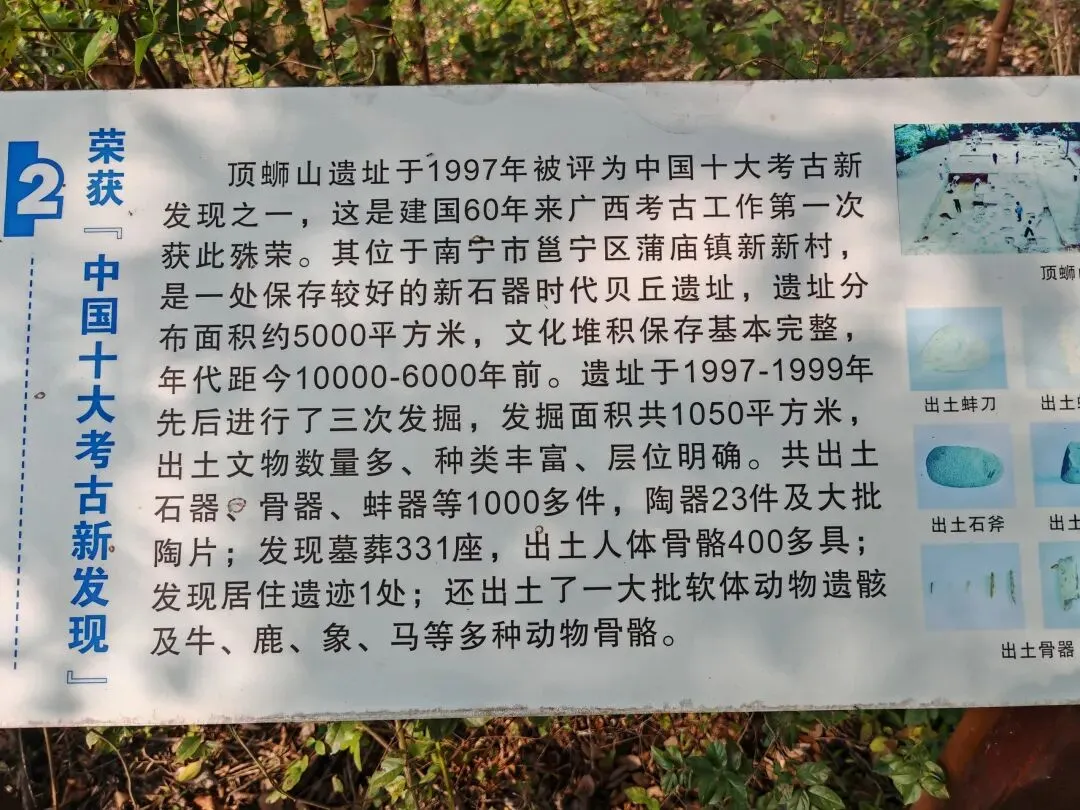 2
荣获『中国十大考古新发现』
顶蛳山遗址于1997年被评为中国十大考古新
发现之一，这是建国60年来广西考古工作第一次
获此殊荣。其位于南宁市邕宁区蒲庙镇新新村，
是一处保存较好的新石器时代贝丘遗址，遗址分
布面积约5000平方米，文化堆积保存基本完整，
年代距今10000-6000年前。遗址于1997-1999年
先后进行了三次发掘，发掘面积共1050平方米，
出土文物数量多、种类丰富、层位明确。共出土
石器、骨器、蚌器等1000多件，陶器23件及大批
陶片；发现墓葬331座，出土人体骨骼400多具；
发现居住遗迹1处；还出土了一大批软体动物遗骸
及牛、鹿、象、马等多种动物骨骼。
顶蛳
出土蚌刀
出土
出土石斧
出土
出土骨器